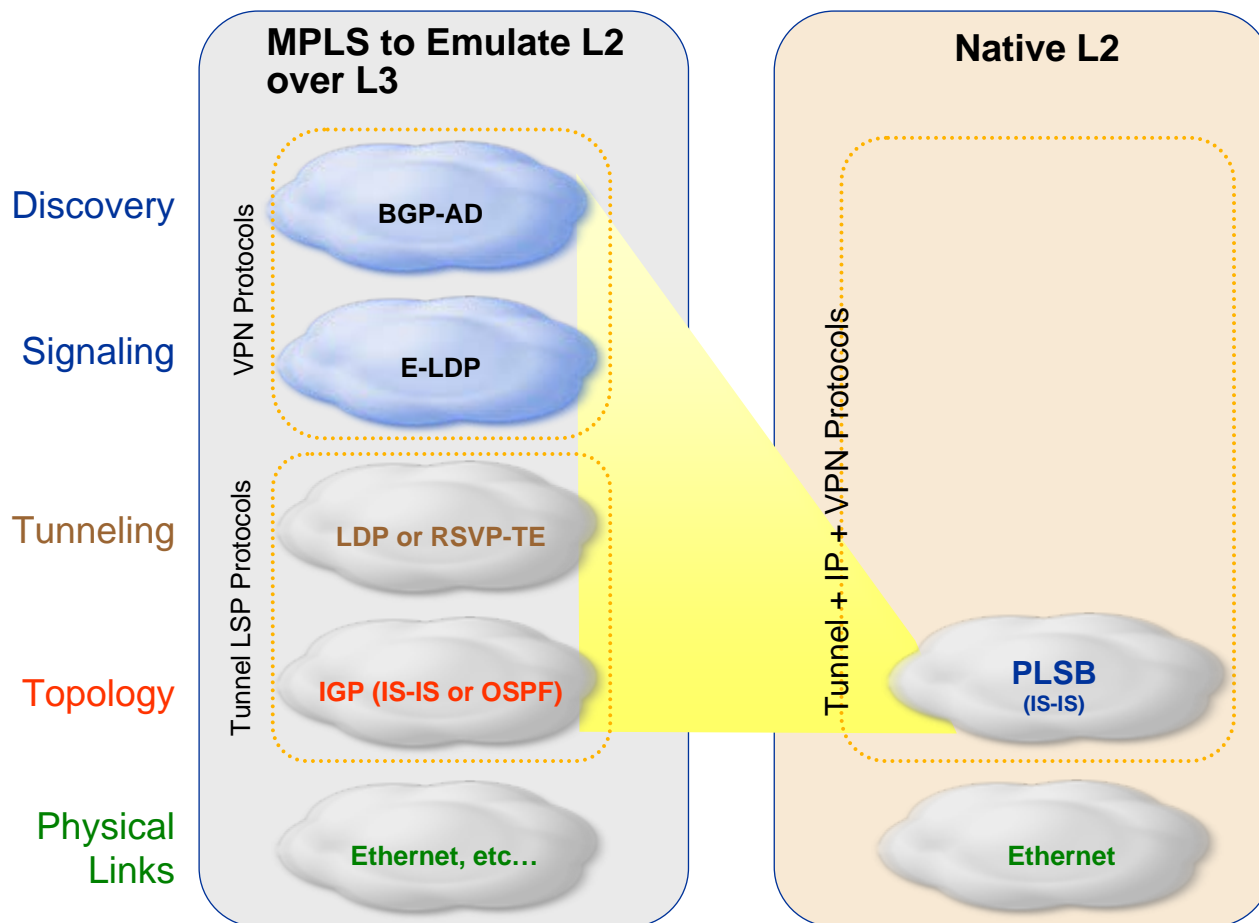 MPLS to Emulate L2
over L3
Native L2
Discovery
Signaling
Tunneling
Topology
Physical
Links
VPN Protocols
Tunnel LSP Protocols
BGP-AD
E-LDP
LDP or RSVP-TE
IGP (IS-IS or OSPF)
Ethernet, etc…
Tunnel + IP + VPN Protocols
PLSB
(IS-IS)
Ethernet